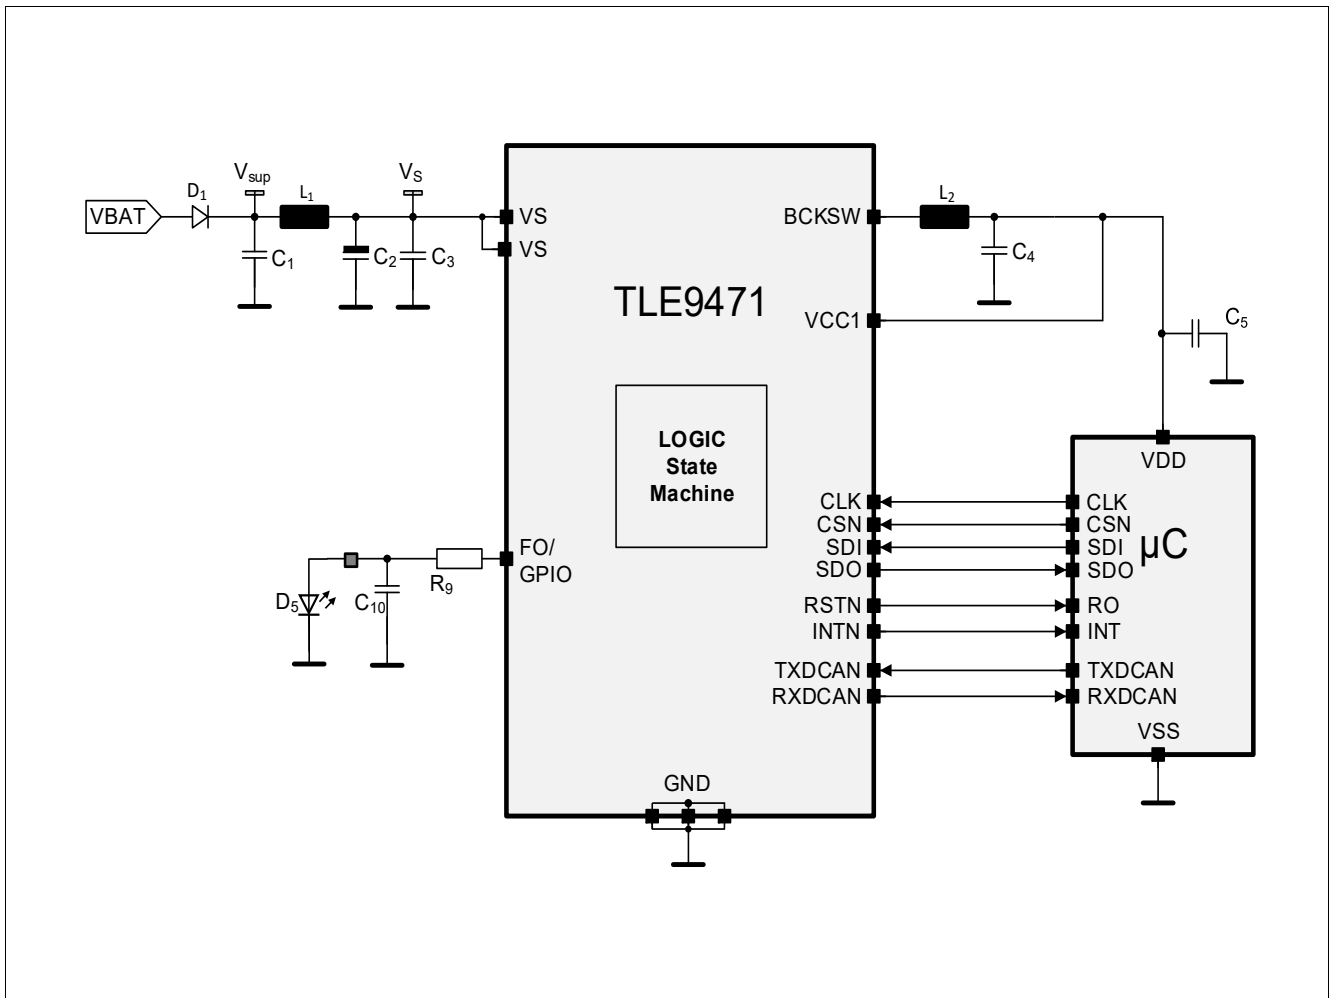 VBAT
D1
Vsup
L1
VS
C1
C2
C3
VS
VS
TLE9471
LOGIC
State
Machine
BCKSW
L2
C4
VCC1
C5
FO/
GPIO
R9
C10
D5
CLK
CSN
SDI
SDO
RSTN
INTN
TXDCAN
RXDCAN
GND
VDD
CLK
CSN
SDI
SDO
µC
RO
INT
TXDCAN
RXDCAN
VSS